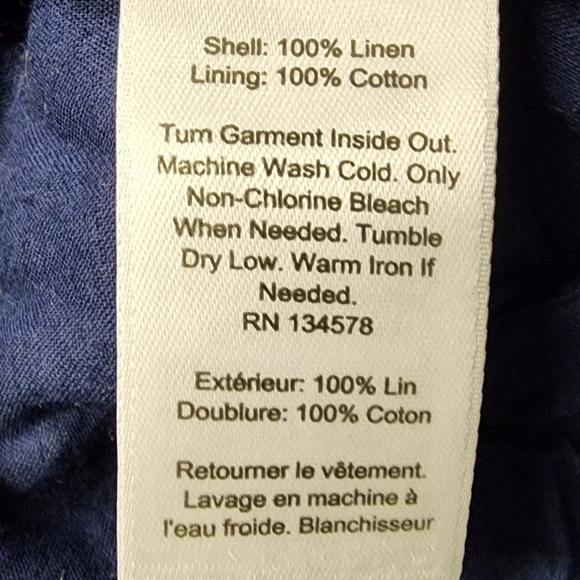 Shell: 100% Linen
Lining: 100% Cotton
Turn Garment Inside Out.
Machine Wash Cold. Only
Non-Chlorine Bleach
When Needed. Tumble
Dry Low. Warm Iron If
Needed.
RN 134578
Extérieur: 100% Lin
Doublure: 100% Coton
Retourner le vêtement.
Lavage en machine à
l'eau froide. Blanchisseur